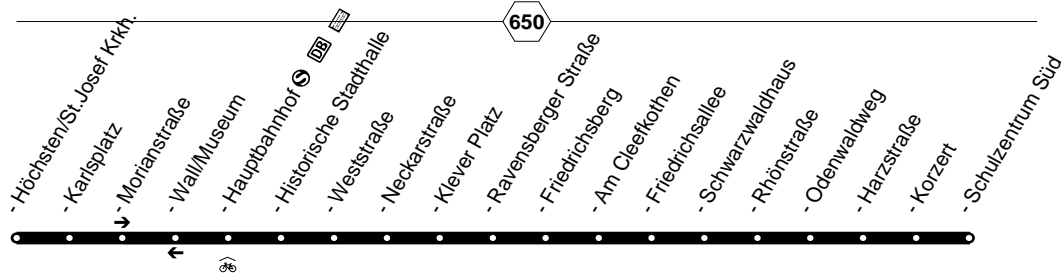 650
- Höchsten/St.Josef Krkh.
- Karlsplatz
- Morianstraße
- Wall/Museum
- Hauptbahnhof S DB
- Historische Stadthalle
- Weststraße
- Neckarstraße
- Klever Platz
- Ravensberger Straße
- Friedrichsberg
- Am Cleefkothen
- Friedrichsallee
- Schwarzwaldhaus
- Rhönstraße
- Odenwaldweg
- Harzstraße
- Korzert
- Schulzentrum Süd